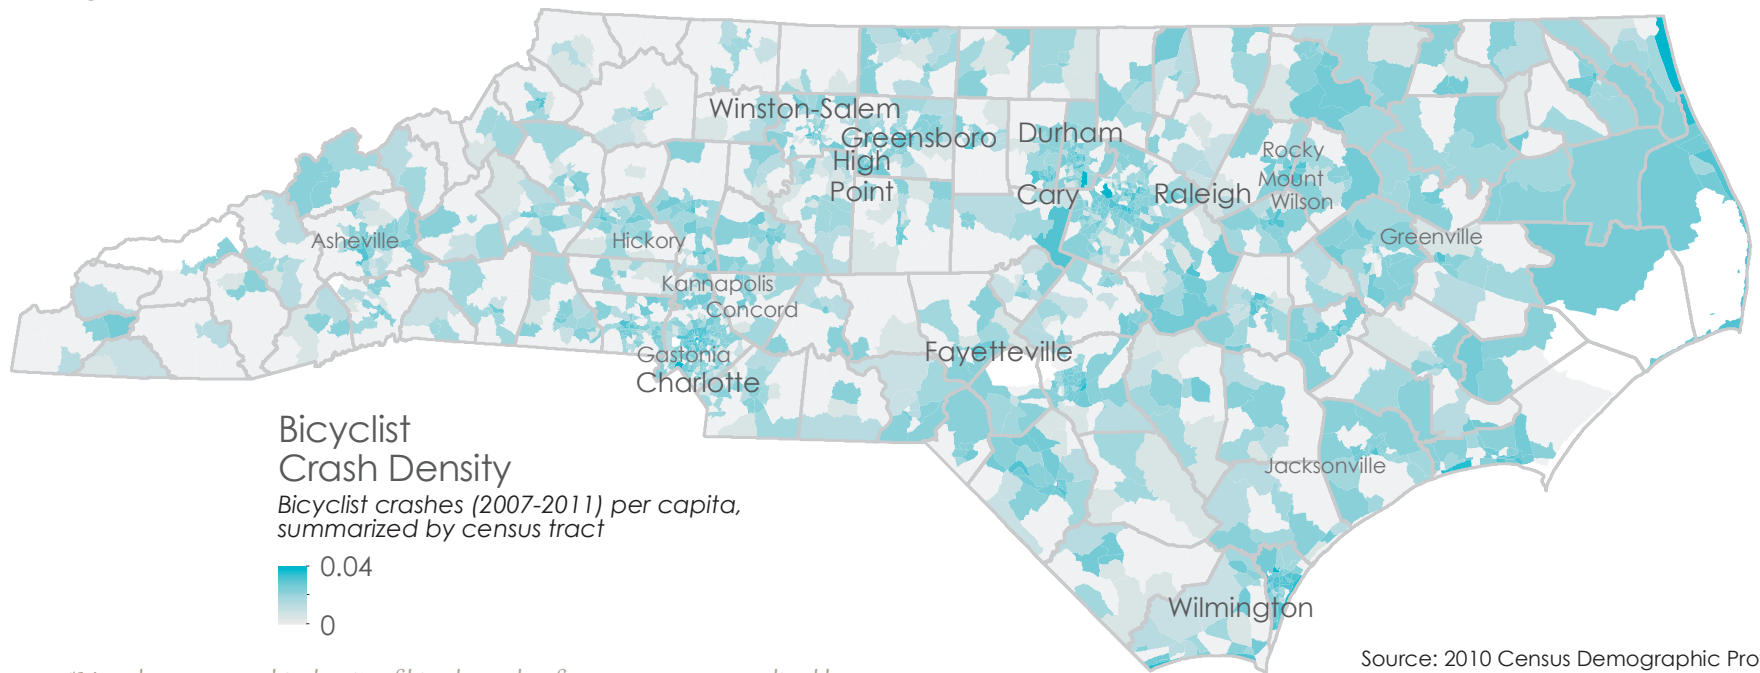 Winston-Salem
Greensboro
High
Point
Durham
Cary
Raleigh
Rocky
Mount
Wilson
Asheville
Hickory
Greenville
Kannapolis
Concord
Gastonia
Charlotte
Fayetteville
Jacksonville
Wilmington
Bicyclist
Crash Density
Bicyclist crashes (2007-2011) per capita,
summarized by census tract
0.04
0
Source: 2010 Census Demographic Pro